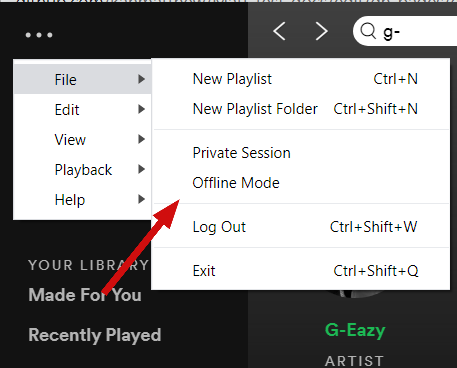 g-
File
Edit
View
Playback
Help
New Playlist Ctrl+N
New Playlist Folder Ctrl+Shift+N
Private Session
Offline Mode
Log Out Ctrl+Shift+W
Exit Ctrl+Shift+Q
YOUR LIBRARY
Made For You
Recently Played
G-Eazy
ARTIST